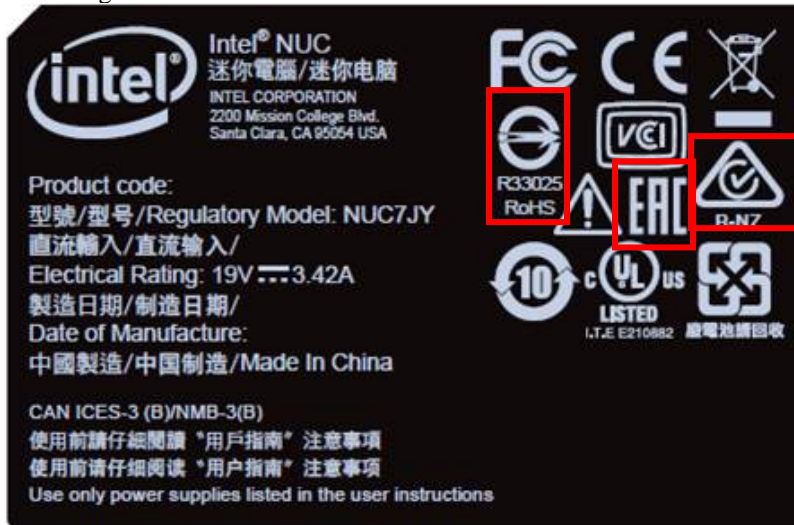 intel®
Intel® NUC
迷你電腦/迷你电脑
INTEL CORPORATION
2200 Mission College Blvd.
Santa Clara, CA 95054 USA
FC CE
VCI
R33025
RoHS
EAC
R-NZ
Product code:
型號/型号/Regulatory Model: NUC7JY
直流輸入/直流输入/
Electrical Rating: 19V 3.42A
製造日期/制造日期/
Date of Manufacture:
中國製造/中国制造/Made In China
10
c UL US
LISTED
I.T.E E210882
廢電池請回收
CAN ICES-3 (B)/NMB-3(B)
使用前請仔細閱讀“用戶指南”注意事項
使用前请仔细阅读“用户指南”注意事项
Use only power supplies listed in the user instructions